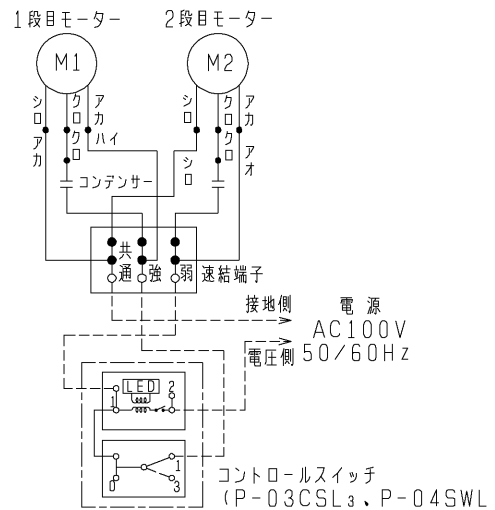 1段目モーター
2段目モーター
M1
M2
シロ
クロ
アカ
シロ
クロ
アカ
アカ
クロ
ハイ
シロ
クロ
アオ
コンデンサー
共通
強
弱
速結端子
接地側
電源
AC100V
電圧側
50/60Hz
LED
2
1
1
0
3
コントロールスイッチ
(P-03CSL3、P-04SWL